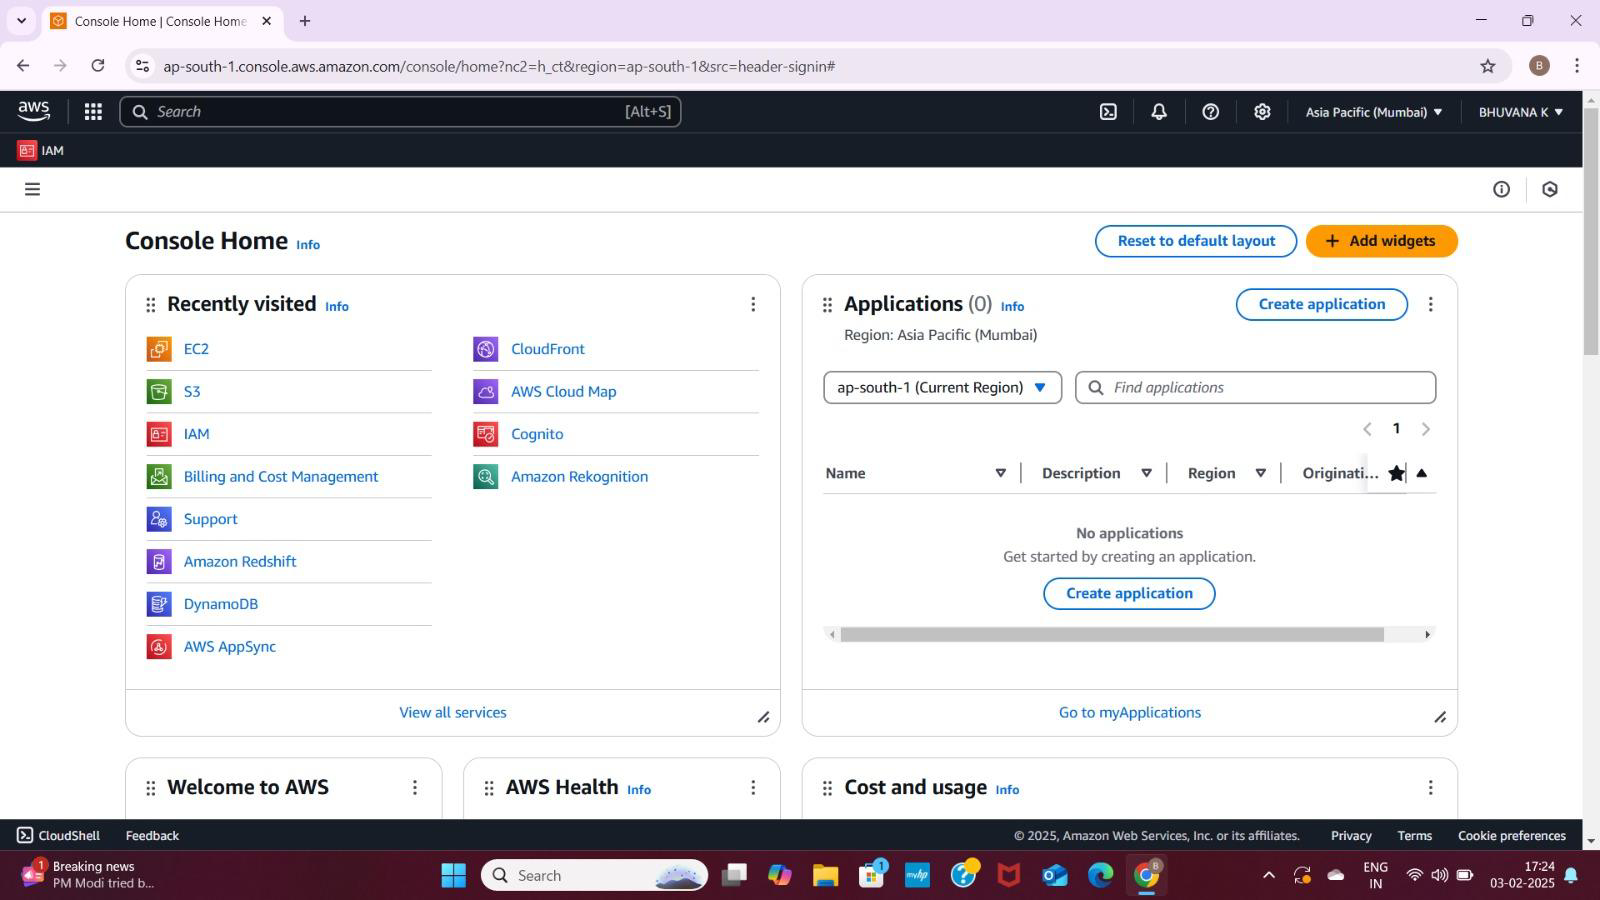 Console Home | Console Home
ap-south-1.console.aws.amazon.com/console/home?nc2=h_ct&region=ap-south-1&src=header-signin#
B
aws
Search
[Alt+S]
Asia Pacific (Mumbai)
BHUVANA K
IAM
Console Home Info
Reset to default layout
+ Add widgets
Recently visited Info
EC2
S3
IAM
Billing and Cost Management
Support
Amazon Redshift
DynamoDB
AWS AppSync
CloudFront
AWS Cloud Map
Cognito
Amazon Rekognition
View all services
Applications (0) Info
Create application
Region: Asia Pacific (Mumbai)
ap-south-1 (Current Region)
Find applications
1
Name
Description
Region
Originati...
No applications
Get started by creating an application.
Create application
Go to myApplications
Welcome to AWS
AWS Health Info
Cost and usage Info
CloudShell
Feedback
© 2025, Amazon Web Services, Inc. or its affiliates.
Privacy
Terms
Cookie preferences
1
Breaking news
PM Modi tried b...
Search
1
myhp
B
ENG
IN
17:24
03-02-2025